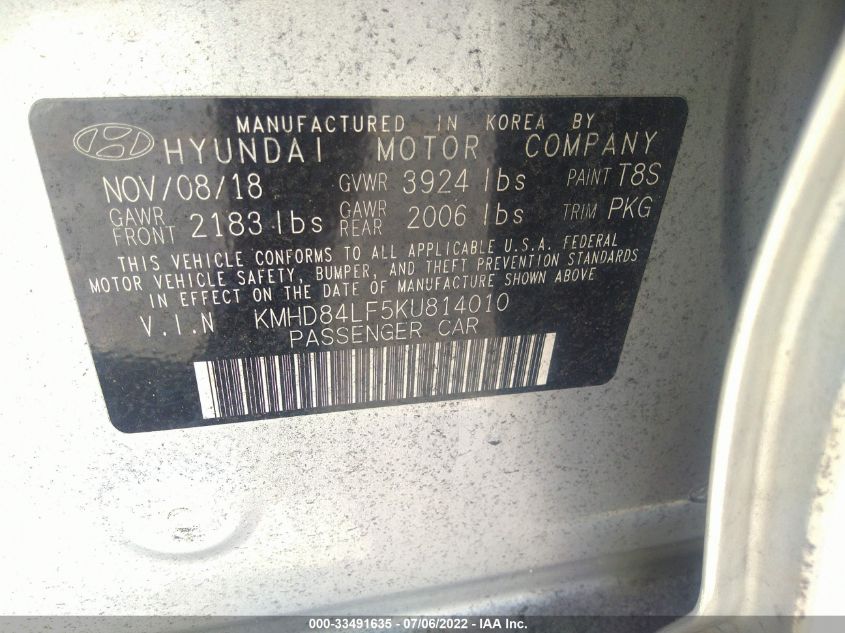 MANUFACTURED IN KOREA BY
HYUNDAI MOTOR COMPANY
NOV/08/18 GVWR 3924 lbs PAINT T8S
GAWR FRONT 2183 lbs GAWR REAR 2006 lbs TRIM PKG
THIS VEHICLE CONFORMS TO ALL APPLICABLE U.S.A. FEDERAL
MOTOR VEHICLE SAFETY, BUMPER, AND THEFT PREVENTION STANDARDS
IN EFFECT ON THE DATE OF MANUFACTURE SHOWN ABOVE
V.I.N KMHD84LF5KU814010
PASSENGER CAR
000-33491635 - 07/06/2022 - IAA Inc.